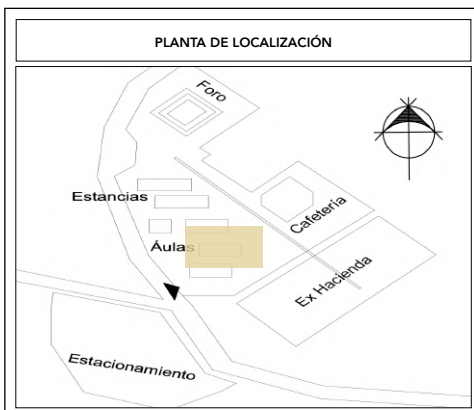 PLANTA DE LOCALIZACIÓN
Foro
Estancias
Cafetería
Áulas
Ex Hacienda
Estacionamiento